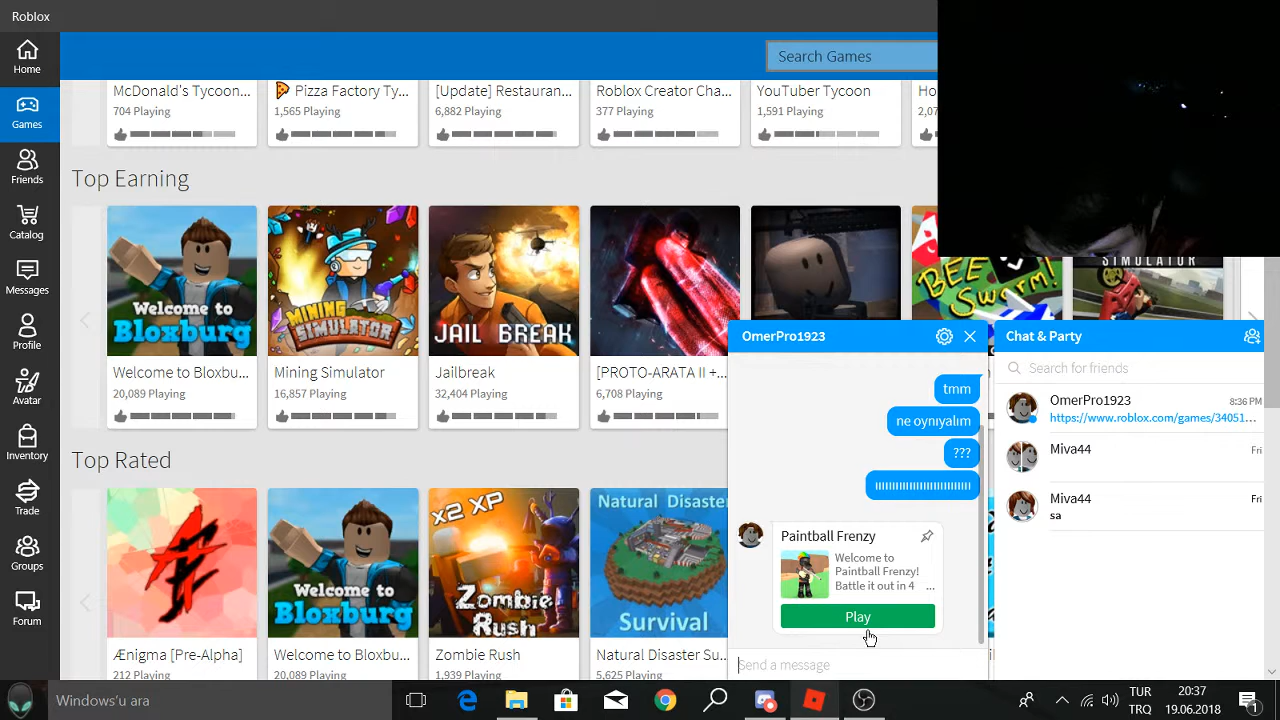 Roblox
Home
Games
Friends
Catalog
Messages
Profile
Avatar
Inventory
Trade
Groups
Forum
Search Games
McDonald's Tycoon...
704 Playing
Pizza Factory Ty...
1,565 Playing
[Update] Restauran...
6,882 Playing
Roblox Creator Cha...
377 Playing
YouTuber Tycoon
1,591 Playing
Ho
2,07
Top Earning
Welcome to
Bloxburg
MINING
SIMULATOR
JAIL BREAK
BEE
Swarm!
SIMULATOR
Welcome to Bloxbu...
20,089 Playing
Mining Simulator
16,857 Playing
Jailbreak
32,404 Playing
[PROTO-ARATA II +...
6,708 Playing
Top Rated
Welcome to
Bloxburg
x2 XP
Zombie
Rush
Natural Disaster
Survival
Ænigma [Pre-Alpha]
212 Playing
Welcome to Bloxbu...
20,089 Playing
Zombie Rush
1,939 Playing
Natural Disaster Su...
5,625 Playing
OmerPro1923
tmm
ne oynıyalım
???
Paintball Frenzy
Welcome to
Paintball Frenzy!
Battle it out in 4 ...
Play
Send a message
Chat & Party
Search for friends
OmerPro1923
8:36 PM
https://www.roblox.com/games/34051...
Miva44
Fri
Miva44
Fri
sa
Windows'u ara
TUR
TRQ
20:37
19.06.2018
1